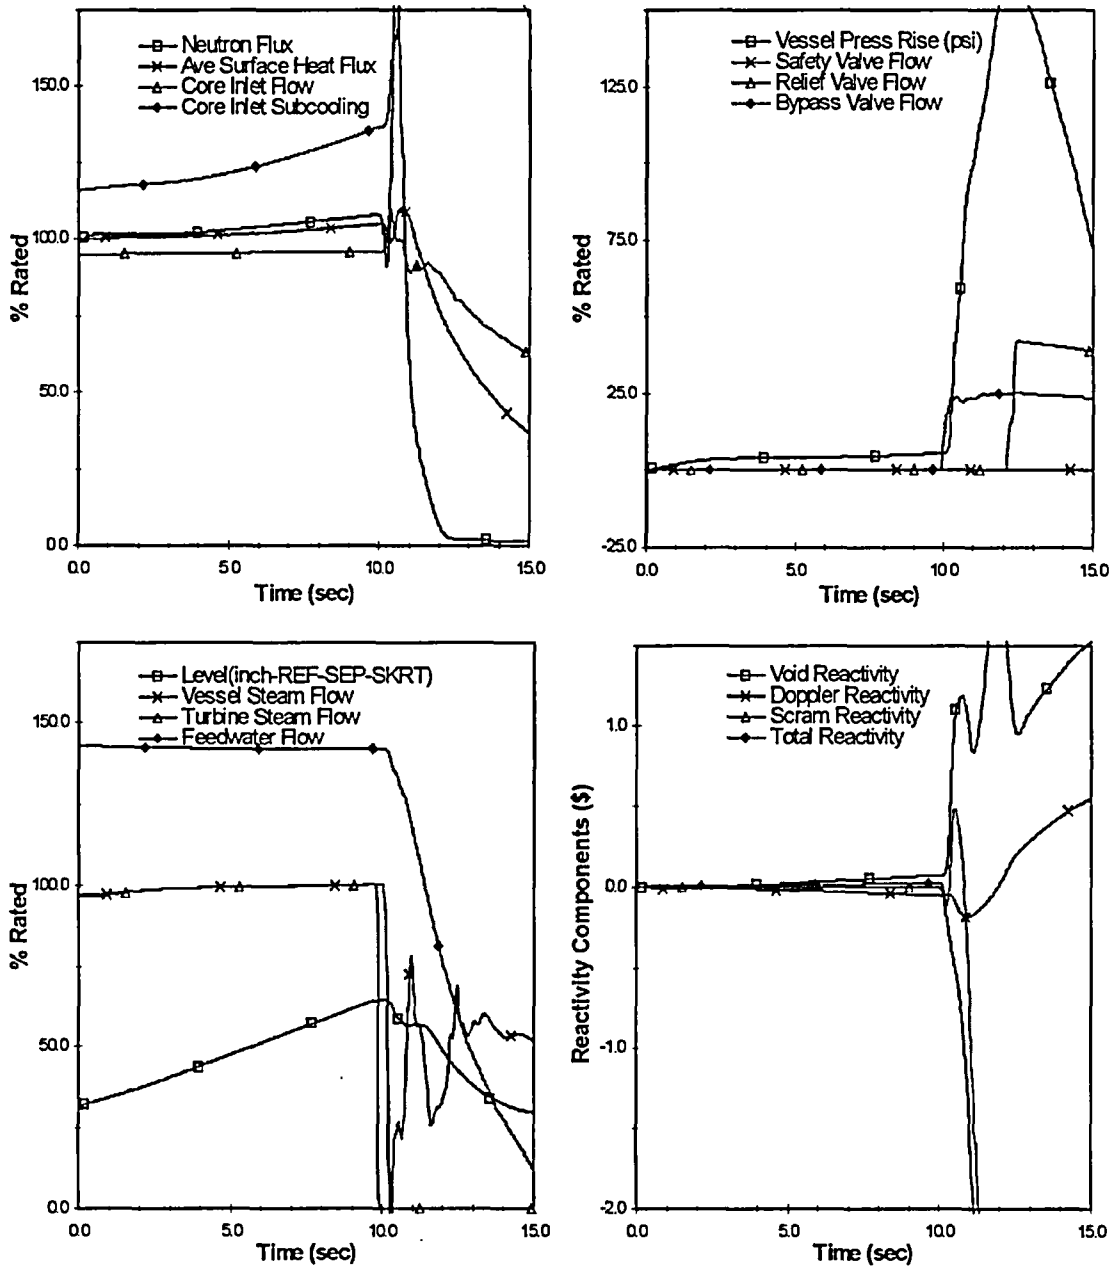 Neutron Flux
Ave Surface Heat Flux
Core Inlet Flow
Core Inlet Subcoding
150.0
100.0
50.0
0.0
% Rated
0.0 5.0 10.0 15.0
Time (sec)
Vessel Press Rise (psi)
Safety Valve Flow
Relief Valve Flow
Bypass Valve Flow
125.0
75.0
25.0
-25.0
% Rated
0.0 5.0 10.0 15.0
Time (sec)
Level(inch-REF-SEP-SKRT)
Vessel Steam Flow
Turbine Steam Flow
Feedwater Flow
150.0
100.0
50.0
0.0
% Rated
0.0 5.0 10.0 15.0
Time (sec)
Void Reactivity
Doppler Reactivity
Scram Reactivity
Total Reactivity
1.0
0.0
-1.0
-2.0
Reactivity Components ($)
0.0 5.0 10.0 15.0
Time (sec)